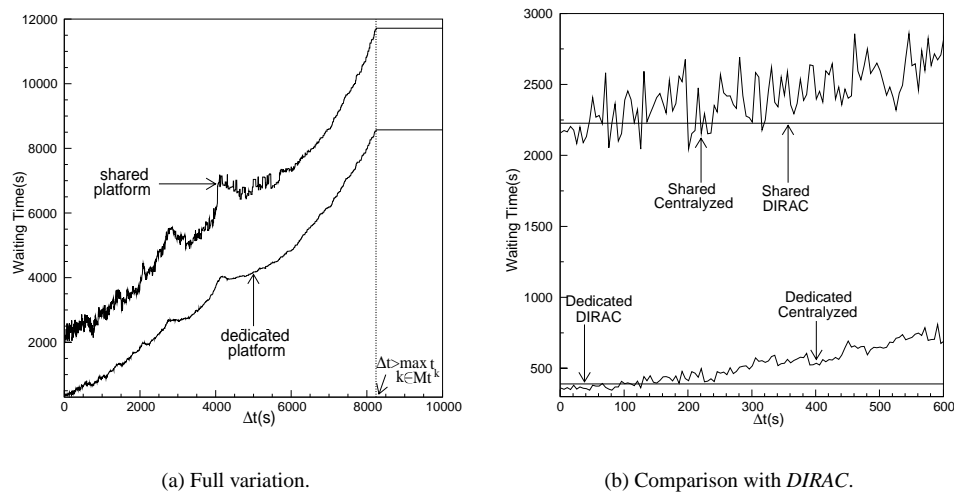 12000
10000
8000
6000
4000
2000
Waiting Time(s)
shared
platform
dedicated
platform
Δt>max t
k∈Mt k
0 2000 4000 6000 8000 10000
Δt(s)
(a) Full variation.
3000
2500
2000
1500
1000
500
Waiting Time(s)
Shared
Centralyzed
Shared
DIRAC
Dedicated
DIRAC
Dedicated
Centralyzed
0 100 200 300 400 500 600
Δt(s)
(b) Comparison with DIRAC.